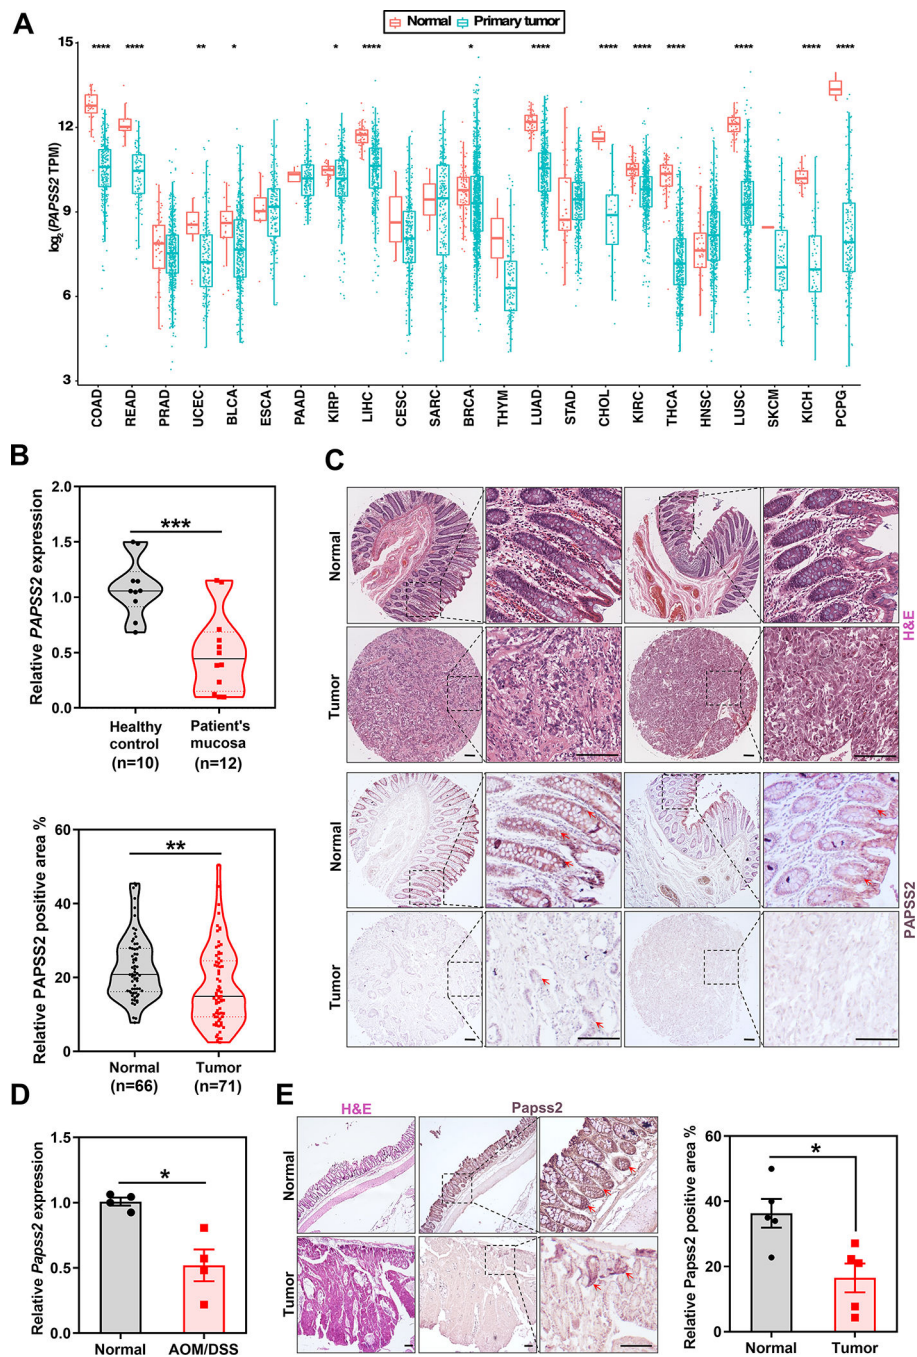 A
Normal Primary tumor
**** **** ** * * **** * **** **** **** **** **** **** ****
log2(PAPSS2 TPM)
15
12
9
6
3
COAD READ PRAD UCEC BLCA ESCA PAAD KIRP LIHC CESC SARC BRCA THYM LUAD STAD CHOL KIRC THCA HNSC LUSC SKCM KICH PCPG
B
Relative PAPSS2 expression
2.0
1.5
1.0
0.5
0.0
***
Healthy control (n=10)
Patient's mucosa (n=12)
Relative PAPSS2 positive area %
60
40
20
0
**
Normal (n=66)
Tumor (n=71)
C
Normal
Tumor
H&E
Normal
Tumor
PAPSS2
D
Relative Papss2 expression
1.5
1.0
0.5
0.0
*
Normal AOM/DSS
E
H&E Papss2
Normal
Tumor
Relative Papss2 positive area %
60
40
20
0
*
Normal Tumor